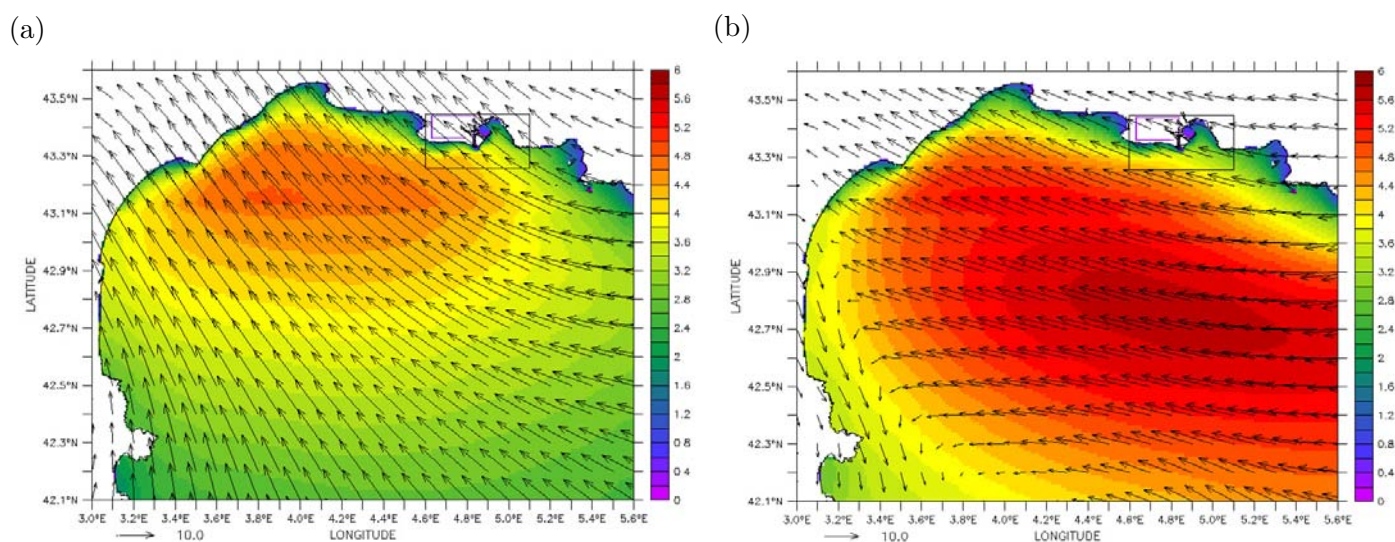 (a)
(b)
43.5°N
43.3°N
43.1°N
42.9°N
42.7°N
42.5°N
42.3°N
42.1°N
LATITUDE
3.0°E 3.2°E 3.4°E 3.6°E 3.8°E 4.0°E 4.2°E 4.4°E 4.6°E 4.8°E 5.0°E 5.2°E 5.4°E 5.6°E
LONGITUDE
10.0
6
5.6
5.2
4.8
4.4
4
3.6
3.2
2.8
2.4
2
1.6
1.2
0.8
0.4
0
43.5°N
43.3°N
43.1°N
42.9°N
42.7°N
42.5°N
42.3°N
42.1°N
LATITUDE
3.0°E 3.2°E 3.4°E 3.6°E 3.8°E 4.0°E 4.2°E 4.4°E 4.6°E 4.8°E 5.0°E 5.2°E 5.4°E 5.6°E
LONGITUDE
10.0
6
5.6
5.2
4.8
4.4
4
3.6
3.2
2.8
2.4
2
1.6
1.2
0.8
0.4
0